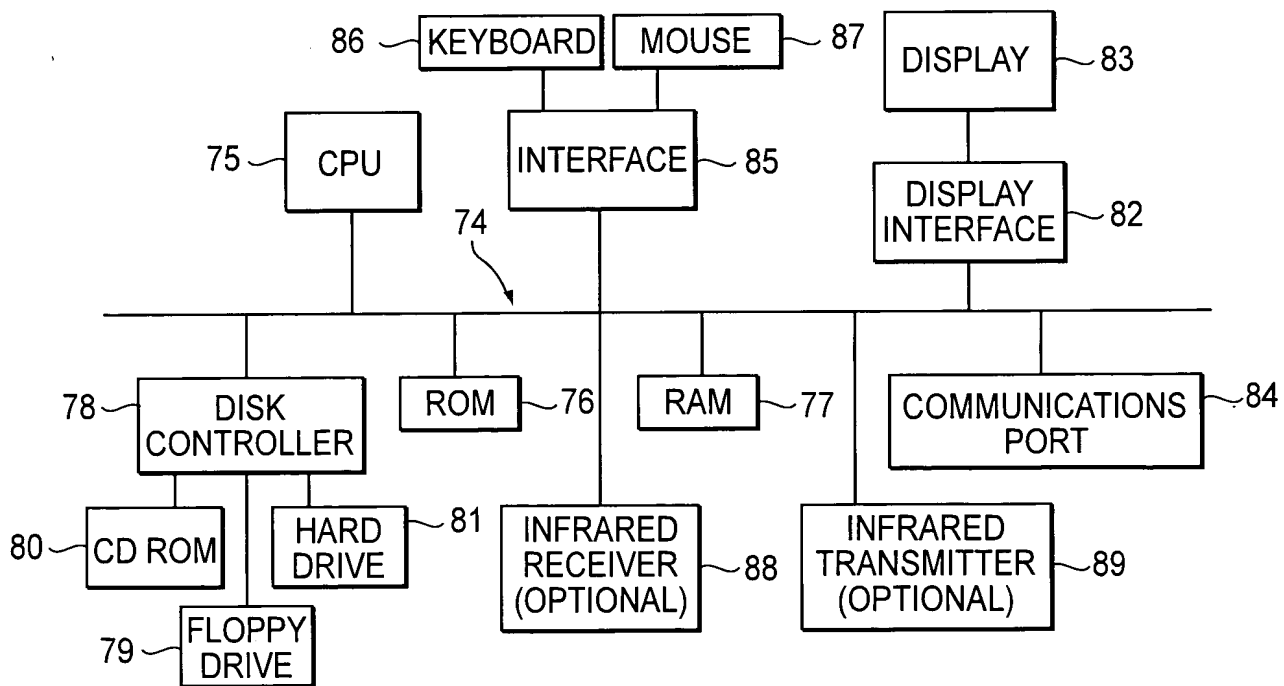 86 KEYBOARD MOUSE 87
DISPLAY 83
75 CPU
INTERFACE 85
DISPLAY
INTERFACE 82
74
78 DISK
CONTROLLER
ROM 76
RAM 77
COMMUNICATIONS
PORT 84
80 CD ROM
HARD
DRIVE 81
INFRARED
RECEIVER
(OPTIONAL) 88
INFRARED
TRANSMITTER
(OPTIONAL) 89
79 FLOPPY
DRIVE